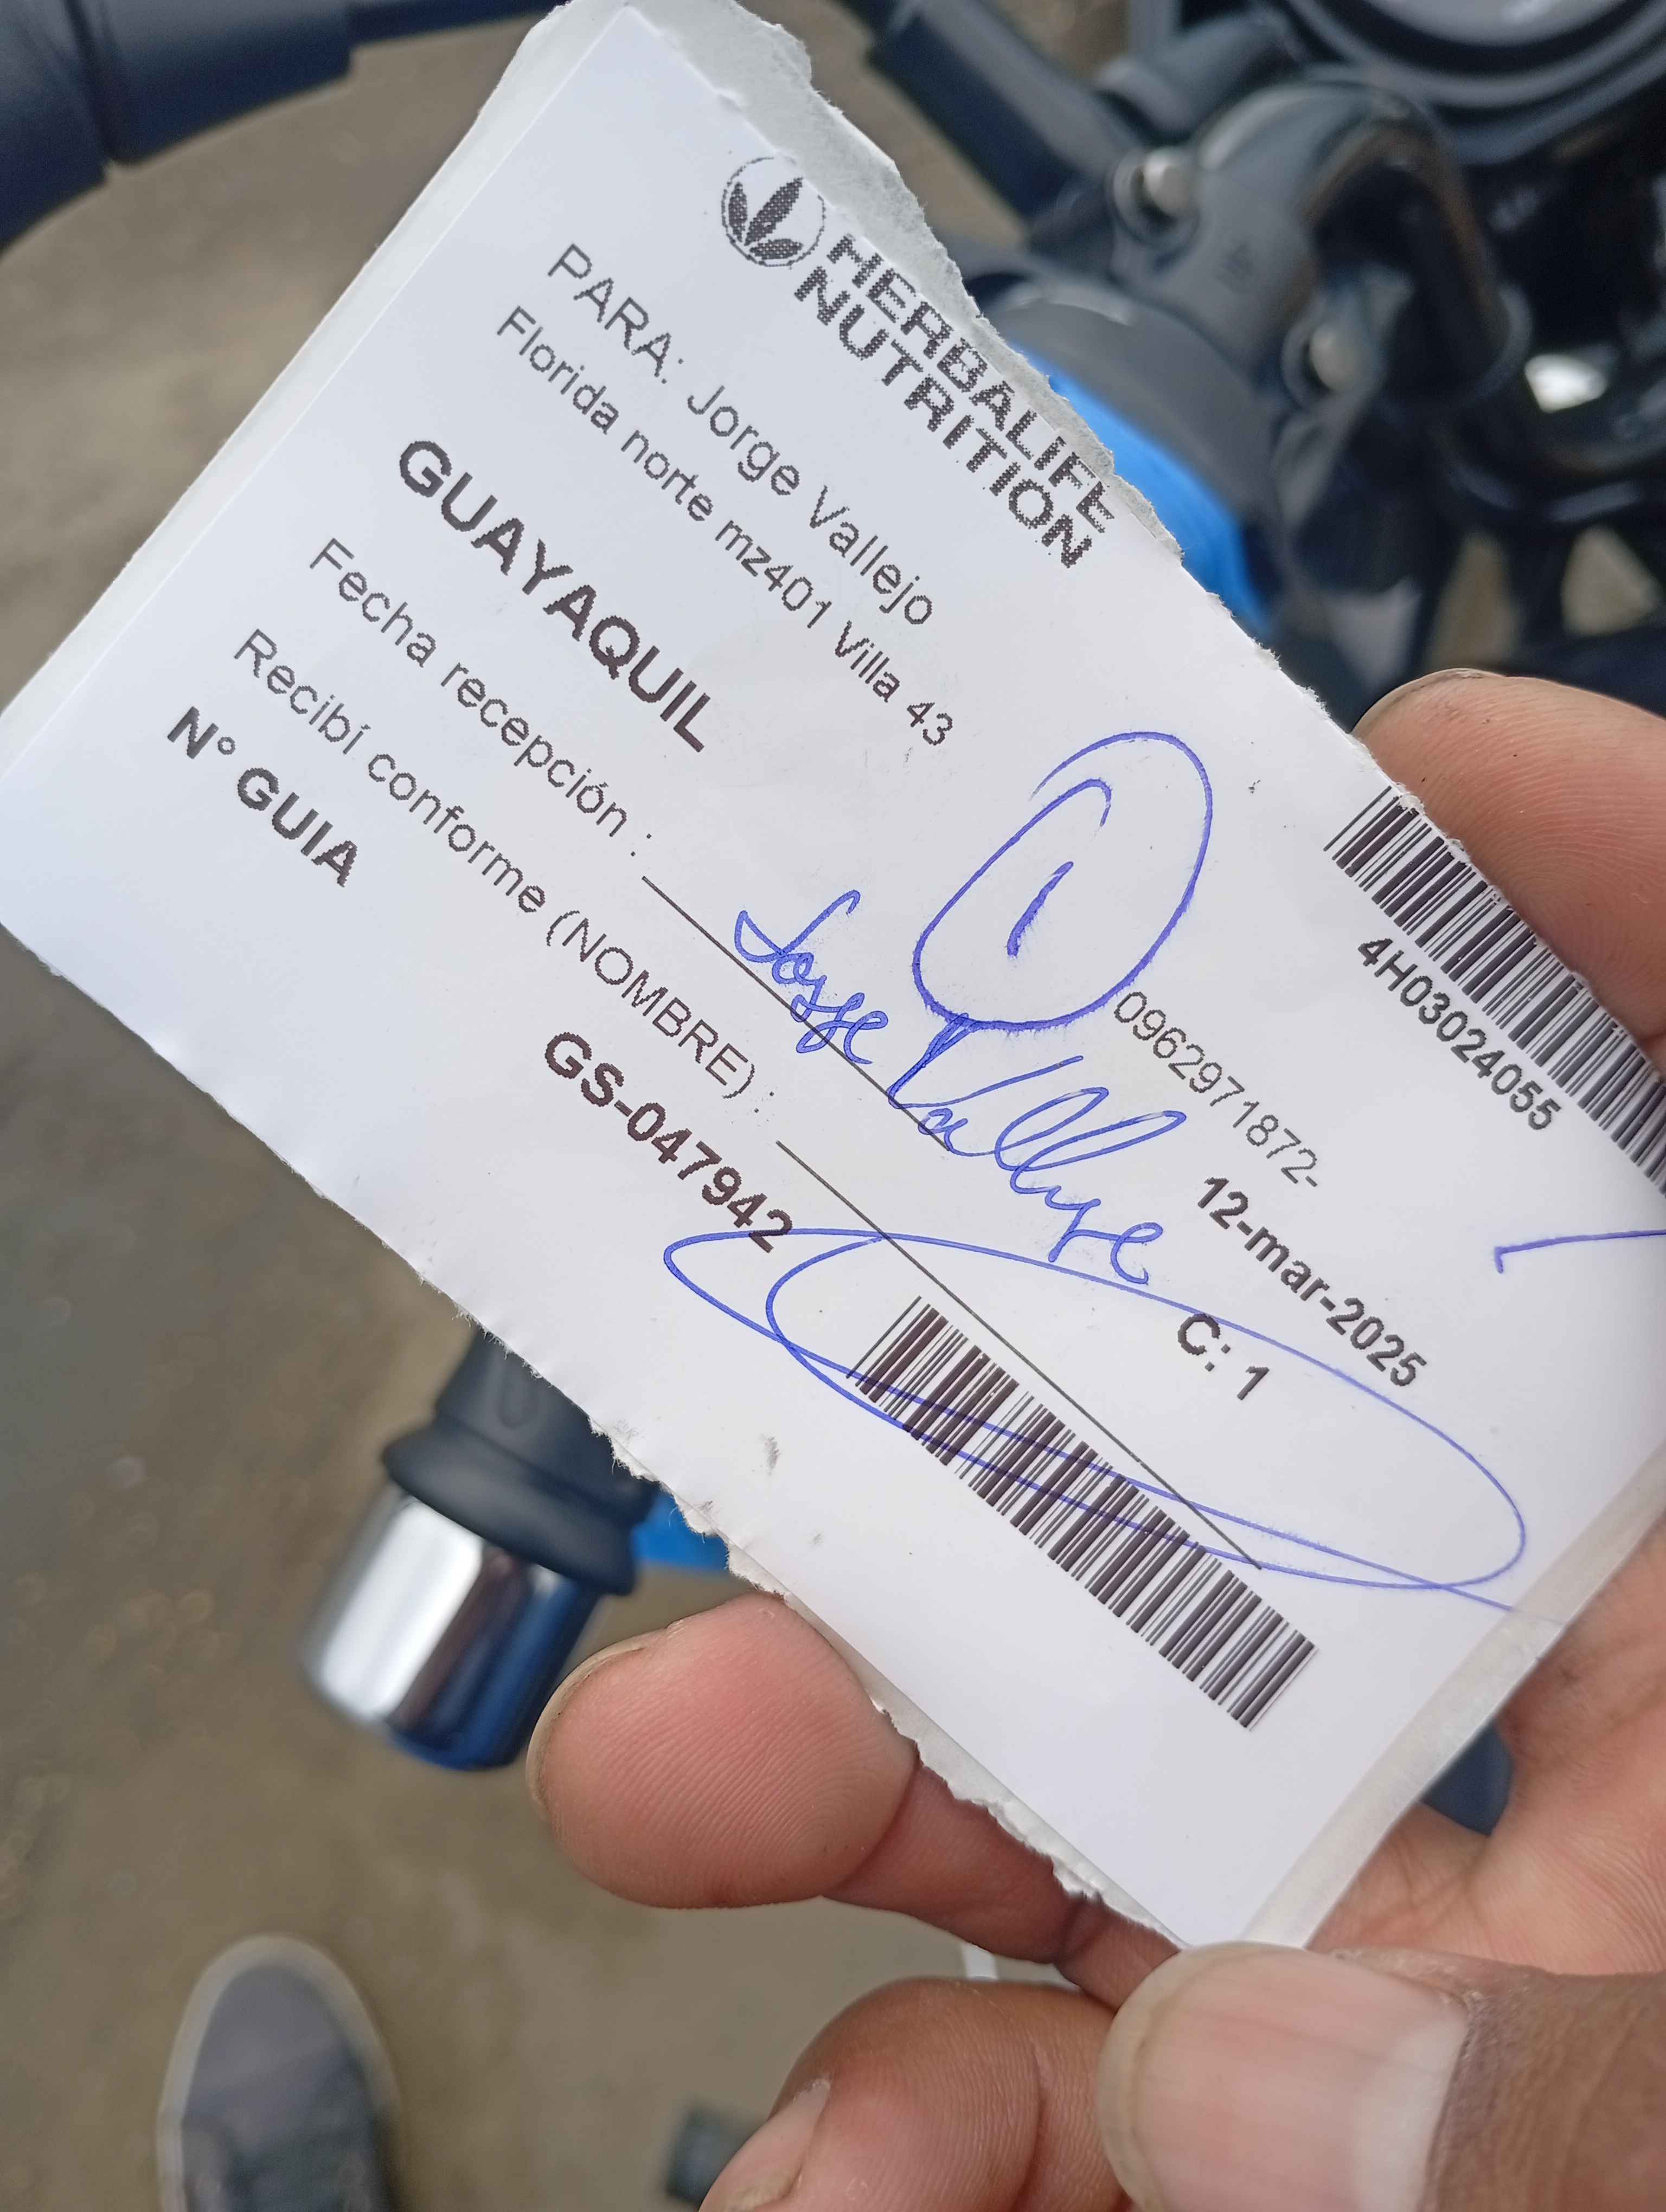 HERBALIFE
NUTRITION
4H03024055
PARA: Jorge Vallejo
Florida norte mz401 Villa 43
0962971872-
GUAYAQUIL
12-mar-2025
1
Jorge Vallejo
Fecha recepción :
C: 1
Recibí conforme (NOMBRE) :
N° GUIA
GS-047942